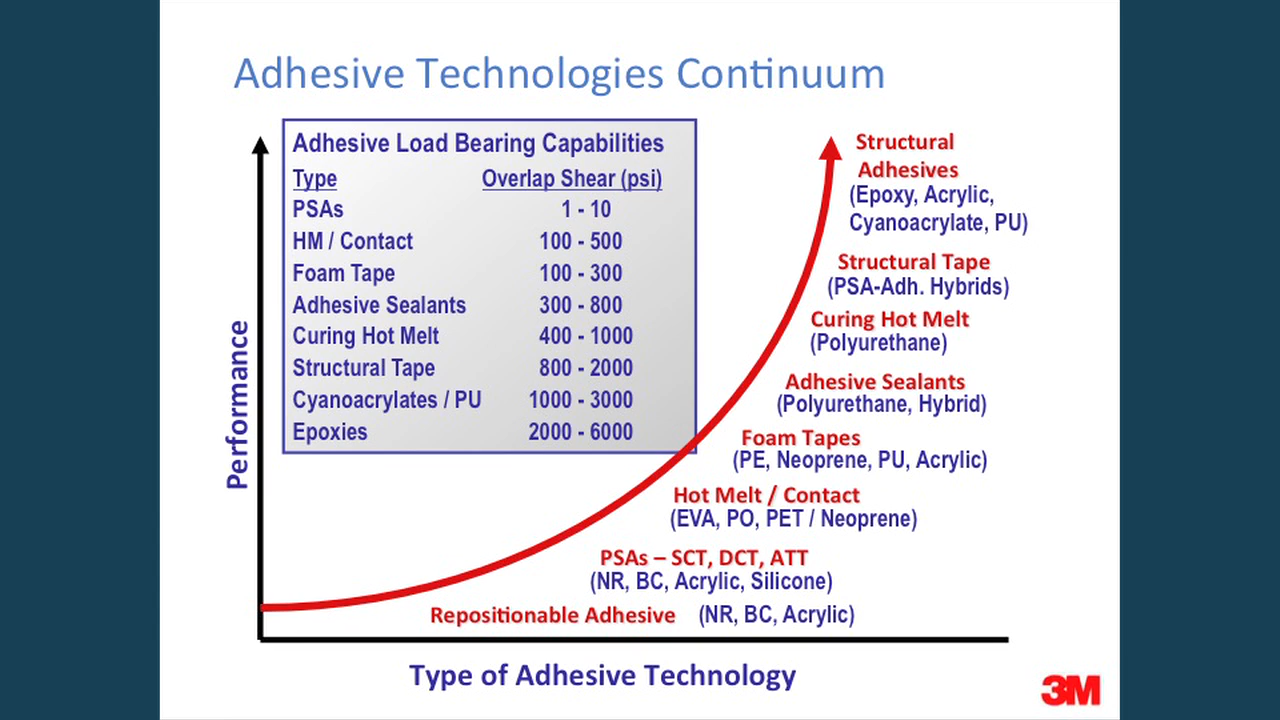 Adhesive Technologies Continuum
Adhesive Load Bearing Capabilities
Type Overlap Shear (psi)
PSAs 1 - 10
HM / Contact 100 - 500
Foam Tape 100 - 300
Adhesive Sealants 300 - 800
Curing Hot Melt 400 - 1000
Structural Tape 800 - 2000
Cyanoacrylates / PU 1000 - 3000
Epoxies 2000 - 6000
Structural
Adhesives
(Epoxy, Acrylic,
Cyanoacrylate, PU)
Structural Tape
(PSA-Adh. Hybrids)
Curing Hot Melt
(Polyurethane)
Adhesive Sealants
(Polyurethane, Hybrid)
Foam Tapes
(PE, Neoprene, PU, Acrylic)
Hot Melt / Contact
(EVA, PO, PET / Neoprene)
PSAs – SCT, DCT, ATT
(NR, BC, Acrylic, Silicone)
Repositionable Adhesive (NR, BC, Acrylic)
Performance
Type of Adhesive Technology
3M